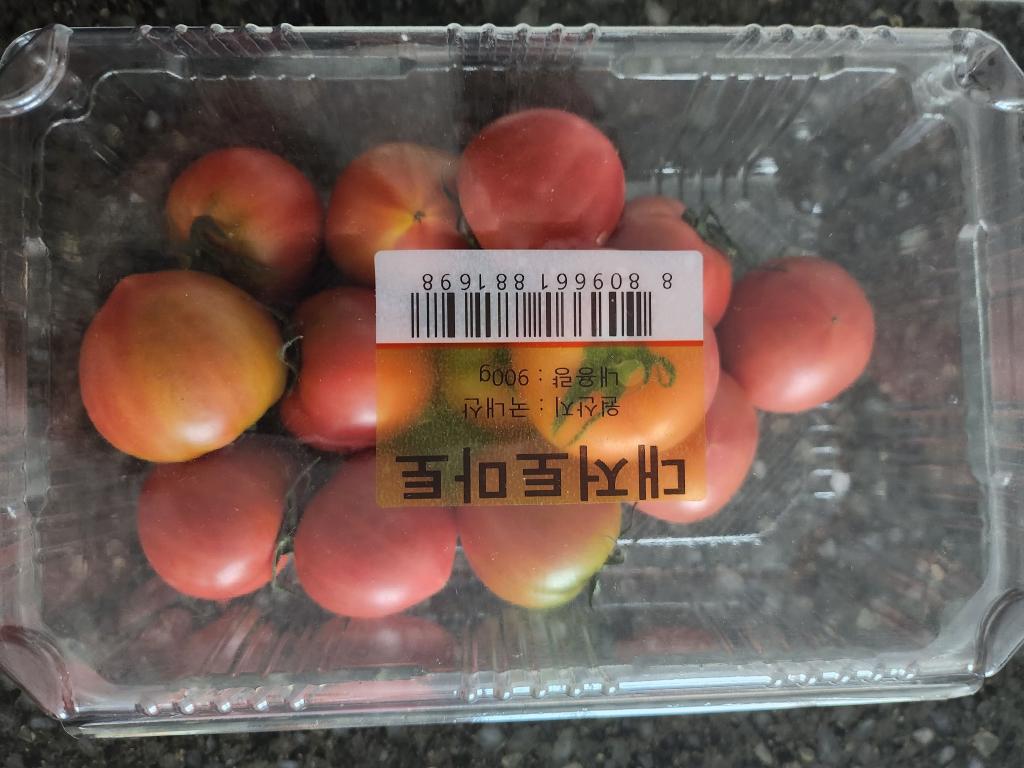 대저토마토
원산지 : 국내산
내용량 : 900g
8 809661 881698